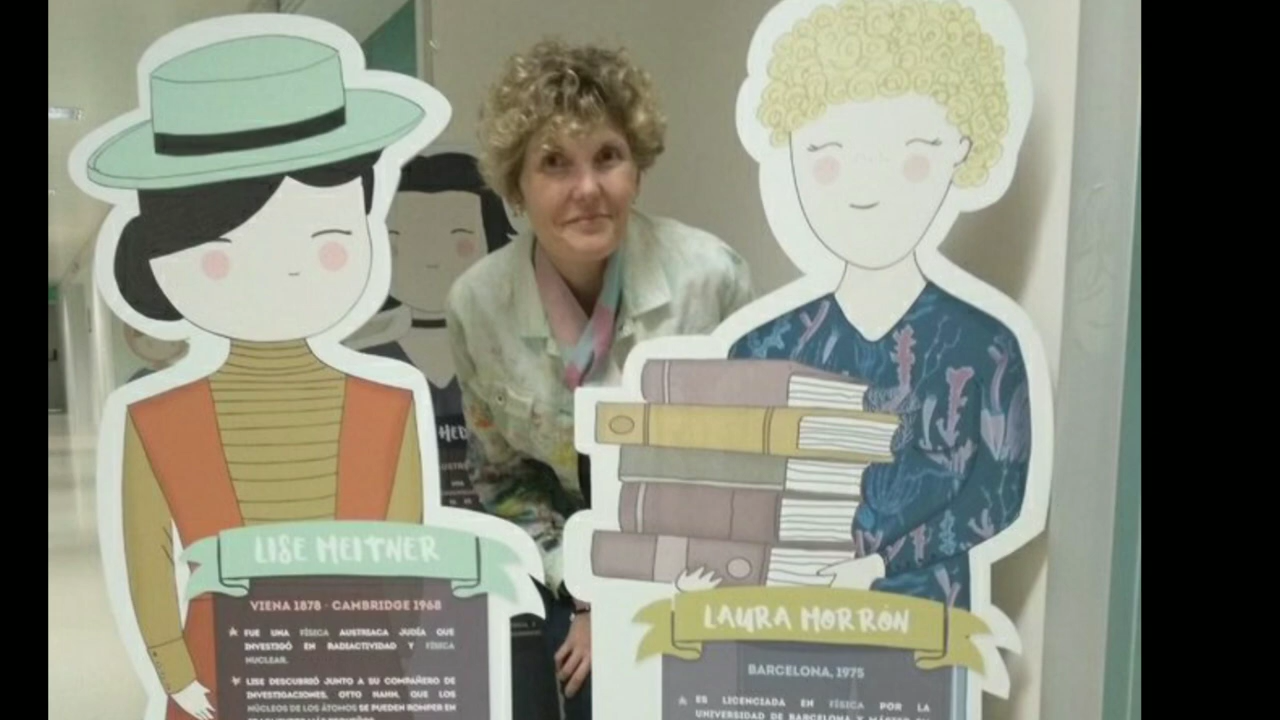 LISE MEITNER
VIENA 1878 · CAMBRIDGE 1968
FUE UNA FÍSICA AUSTRIACA JUDÍA QUE
INVESTIGÓ EN RADIACTIVIDAD Y FÍSICA
NUCLEAR.
LISE DESCUBRIÓ JUNTO A SU COMPAÑERO DE
INVESTIGACIONES, OTTO HAHN, QUE LOS
NÚCLEOS DE LOS ÁTOMOS SE PUEDEN ROMPER EN
HED
LAURA MORRÓN
BARCELONA, 1975
ES LICENCIADA EN FÍSICA POR LA
UNIVERSIDAD DE BARCELONA Y MÁSTER